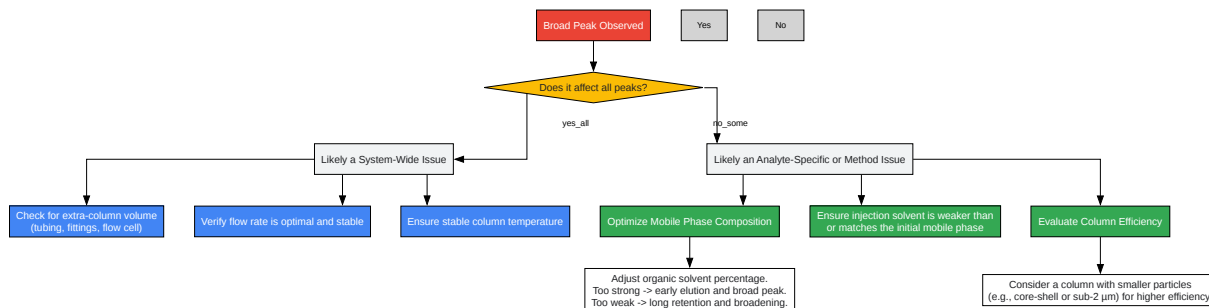 Broad Peak Observed
Yes
No
Does it affect all peaks?
yes_all
no_some
Likely a System-Wide Issue
Likely an Analyte-Specific or Method Issue
Check for extra-column volume
(tubing, fittings, flow cell)
Verify flow rate is optimal and stable
Ensure stable column temperature
Optimize Mobile Phase Composition
Ensure injection solvent is weaker than
or matches the initial mobile phase
Evaluate Column Efficiency
Adjust organic solvent percentage.
Too strong -> early elution and broad peak.
Too weak -> long retention and broadening.
Consider a column with smaller particles
(e.g., core-shell or sub-2 µm) for higher efficiency